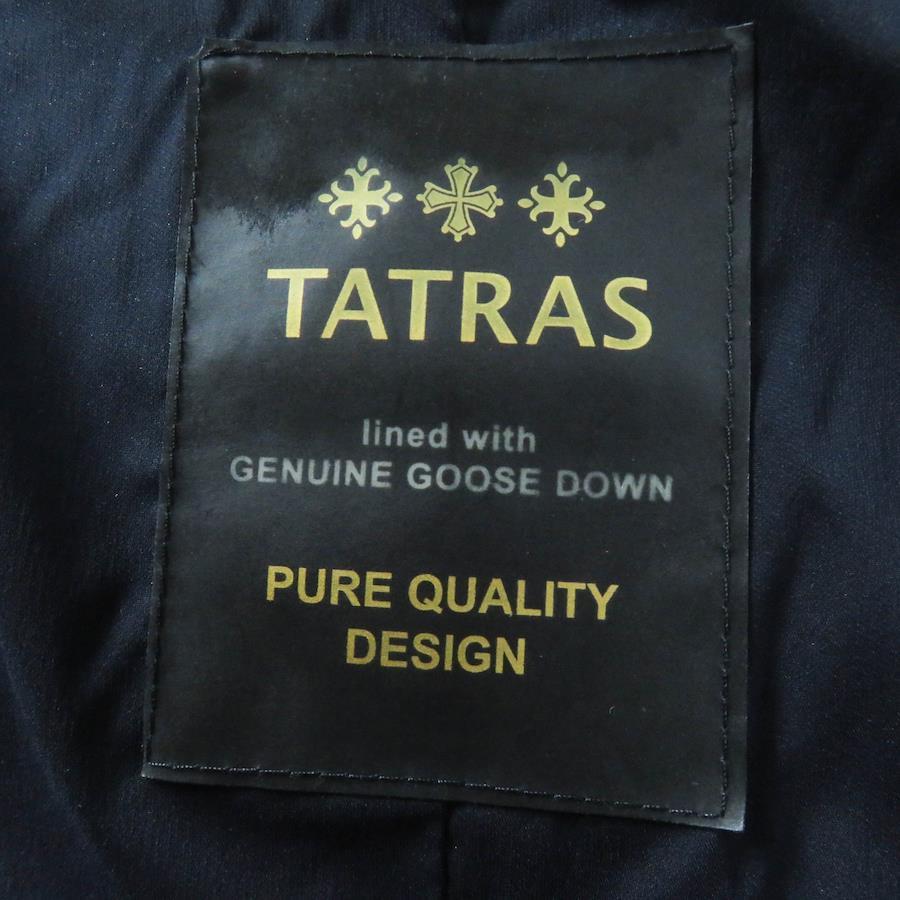 TATRAS
lined with
GENUINE GOOSE DOWN
PURE QUALITY
DESIGN